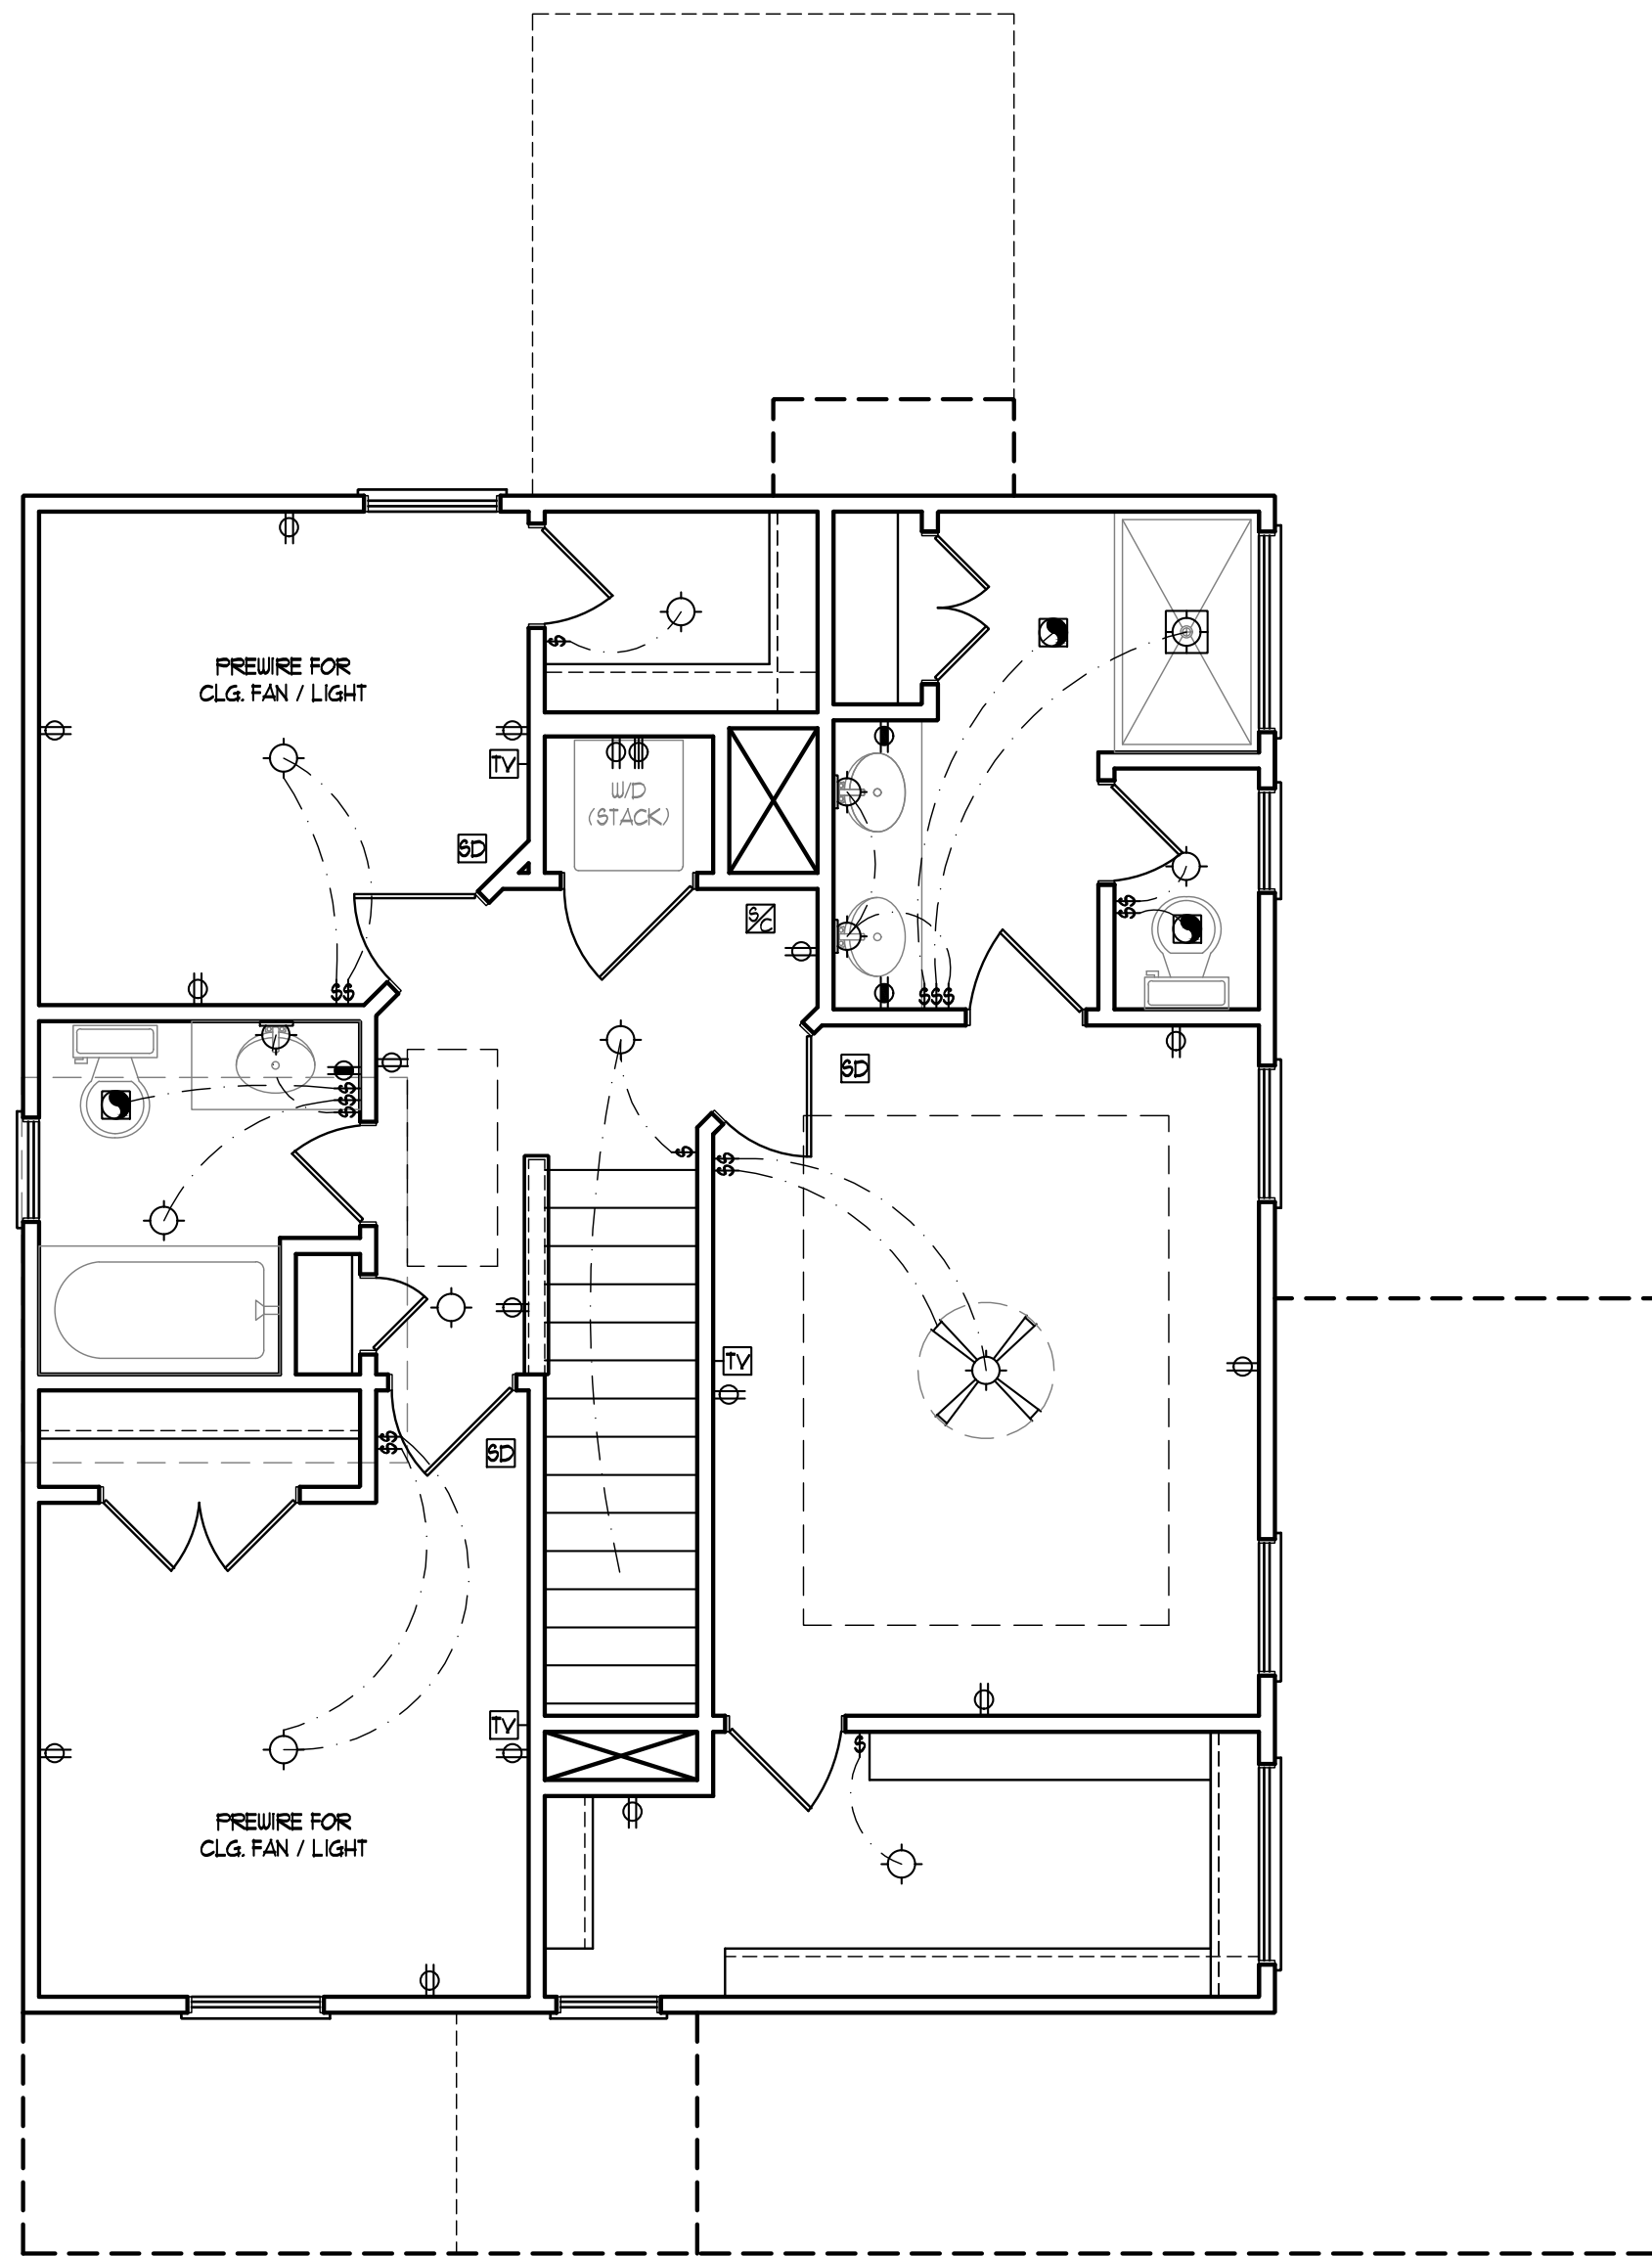 PREWIRE FOR
CLG. FAN / LIGHT
$
TV
W/D
(STACK)
SD
$
$
S/C
$$
$$$
SD
$
$
$
$
$
$
TV
$
$
SD
TV
$
PREWIRE FOR
CLG. FAN / LIGHT